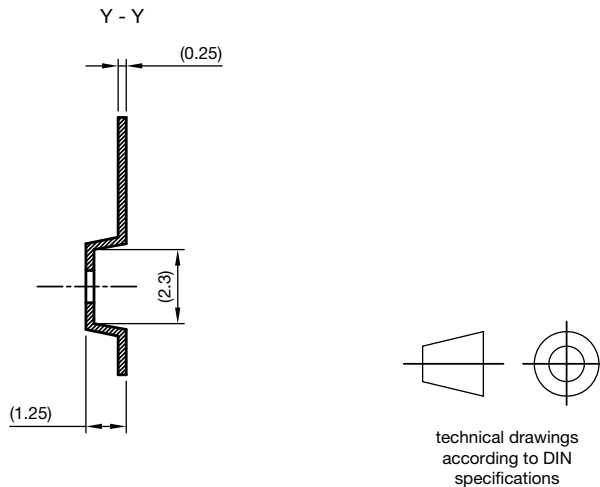 Y - Y
(0.25)
(2.3)
(1.25)
technical drawings
according to DIN
specifications